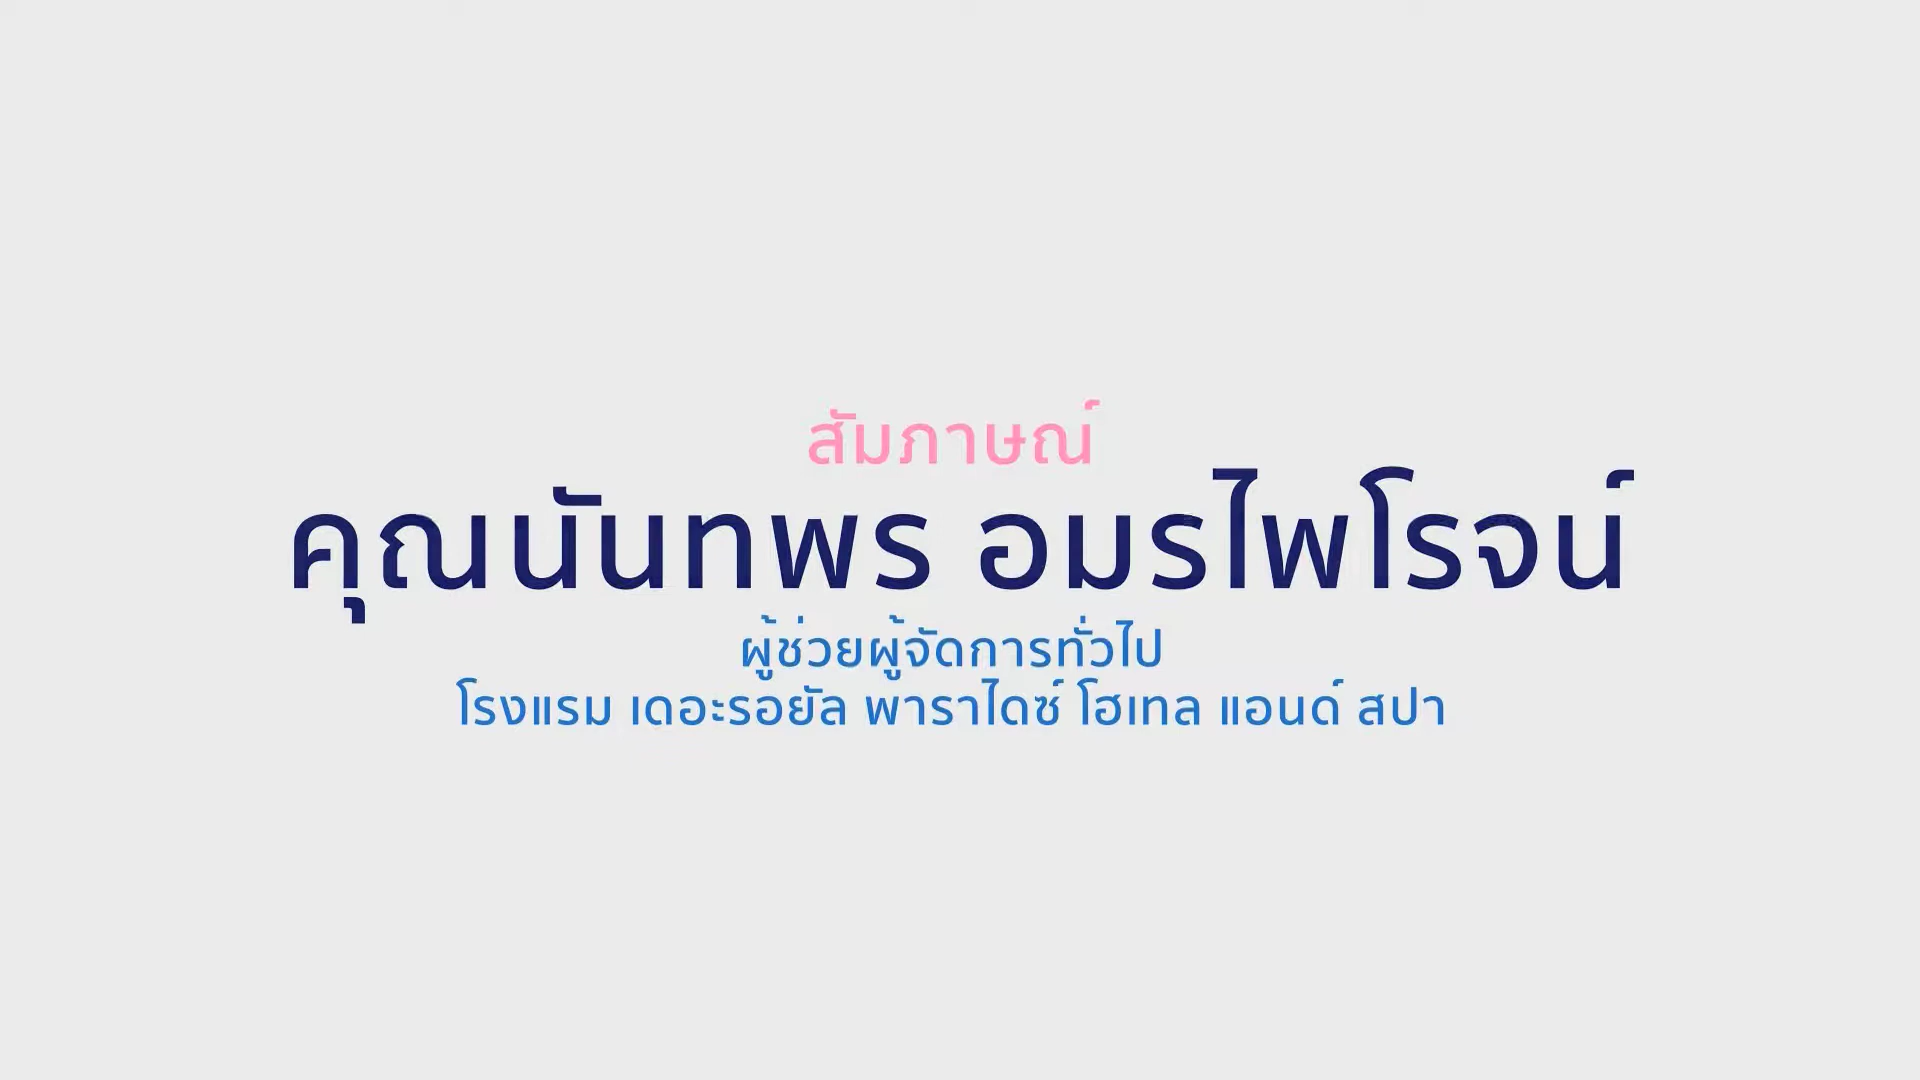 สัมภาษณ์
คุณนันทพร อมรไพโรจน์
ผู้ช่วยผู้จัดการทั่วไป
โรงแรม เดอะรอยัล พาราไดซ์ โฮเทล แอนด์ สปา